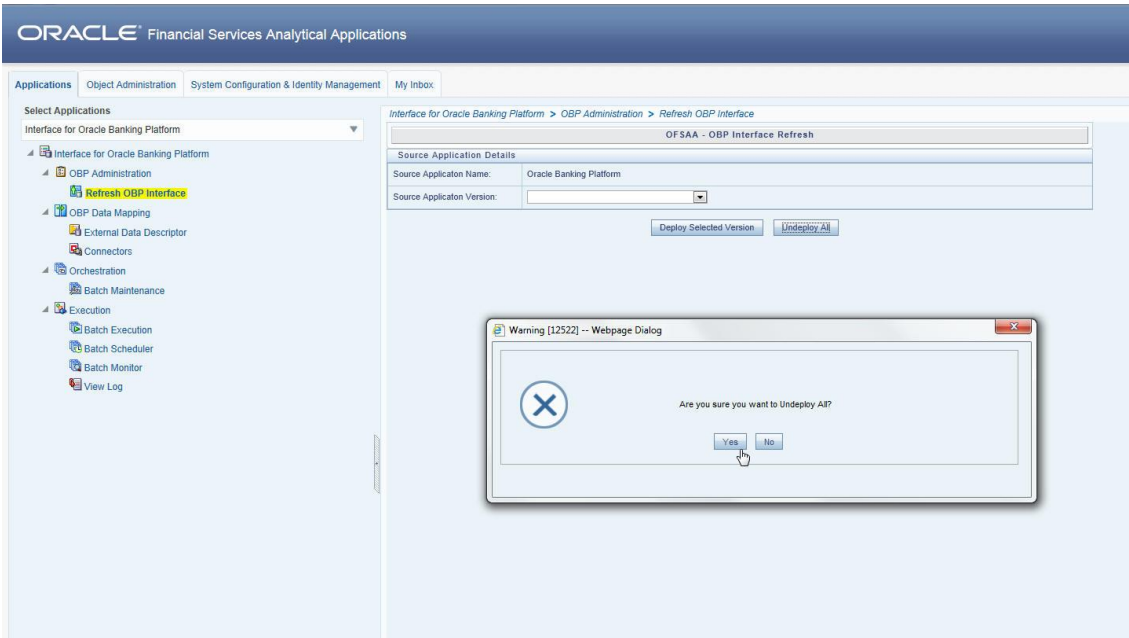 ORACLE® Financial Services Analytical Applications
Applications Object Administration System Configuration & Identity Management My Inbox
Select Applications
Interface for Oracle Banking Platform
Interface for Oracle Banking Platform
OBP Administration
Refresh OBP Interface
OBP Data Mapping
External Data Descriptor
Connectors
Orchestration
Batch Maintenance
Execution
Batch Execution
Batch Scheduler
Batch Monitor
View Log
Interface for Oracle Banking Platform > OBP Administration > Refresh OBP Interface
OFSAA - OBP Interface Refresh
Source Application Details
Source Applicaton Name: Oracle Banking Platform
Source Applicaton Version:
Deploy Selected Version Undeploy All
Warning [12522] -- Webpage Dialog
Are you sure you want to Undeploy All?
Yes No